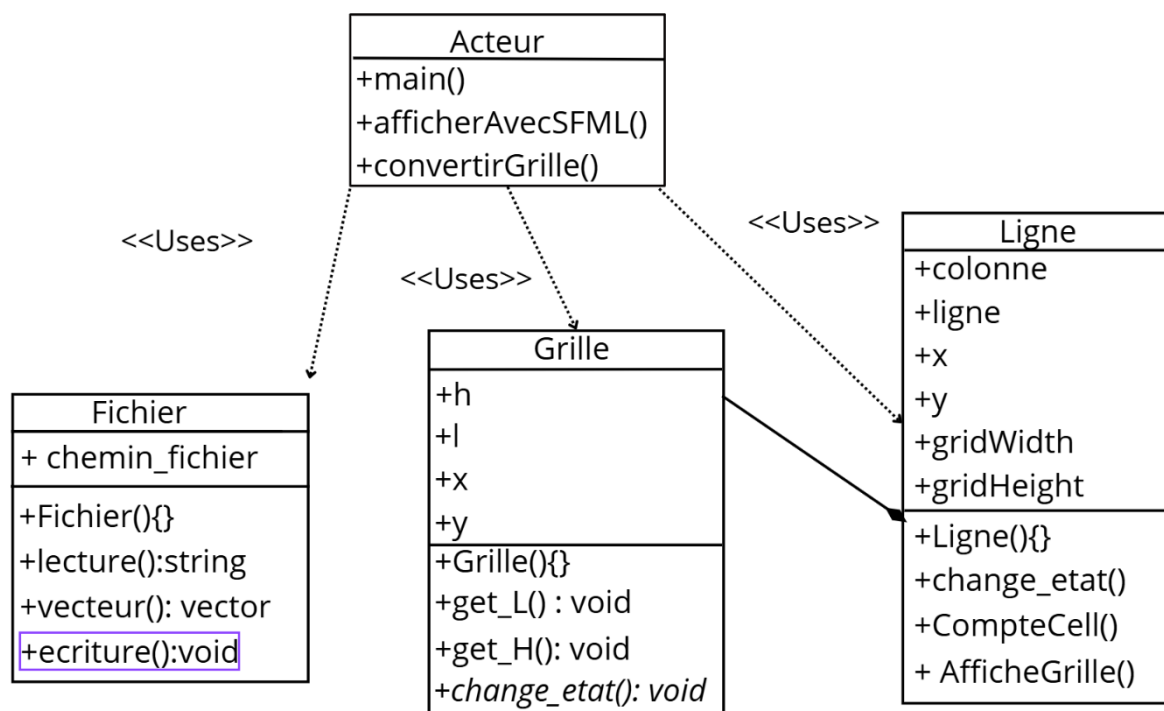 Acteur
+main()
+afficherAvecSFML()
+convertirGrille()
<<Uses>>
<<Uses>>
<<Uses>>
Fichier
+ chemin_fichier
+Fichier(){}
+lecture():string
+vecteur(): vector
+ecriture():void
Grille
+h
+l
+x
+y
+Grille(){}
+get_L() : void
+get_H(): void
+change_etat(): void
Ligne
+colonne
+ligne
+x
+y
+gridWidth
+gridHeight
+Ligne(){}
+change_etat()
+CompteCell()
+ AfficheGrille()